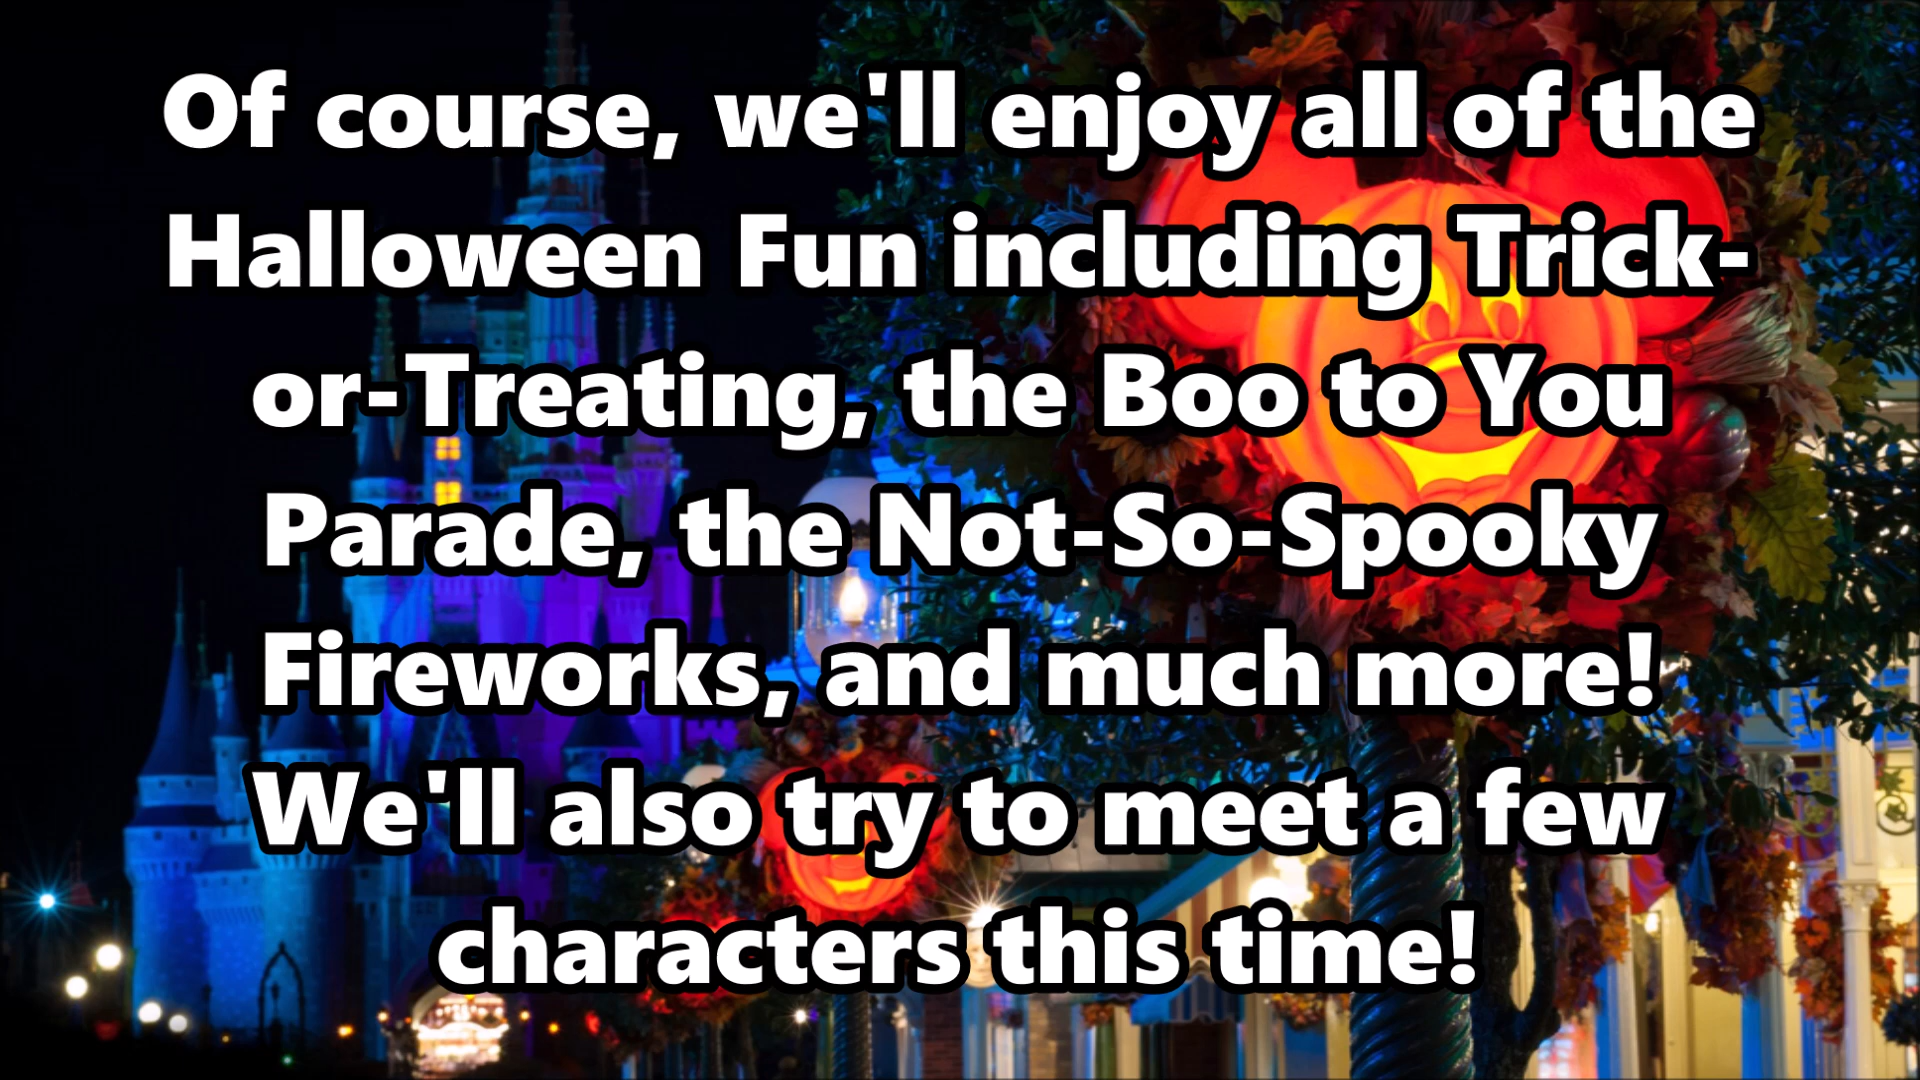 Of course, we'll enjoy all of the
Halloween Fun including Trick-
or-Treating, the Boo to You
Parade, the Not-So-Spooky
Fireworks, and much more!
We'll also try to meet a few
characters this time!